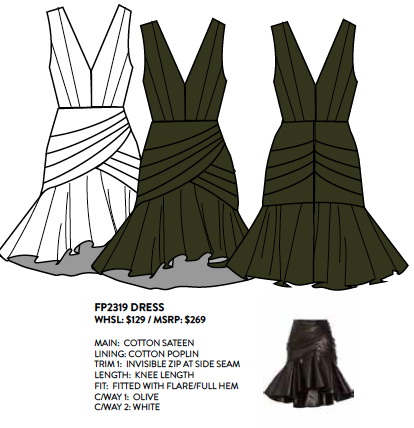 FP2319 DRESS
WHSL: $129 / MSRP: $269
MAIN: COTTON SATEEN
LINING: COTTON POPLIN
TRIM 1: INVISIBLE ZIP AT SIDE SEAM
LENGTH: KNEE LENGTH
FIT: FITTED WITH FLARE/FULL HEM
C/WAY 1: OLIVE
C/WAY 2: WHITE